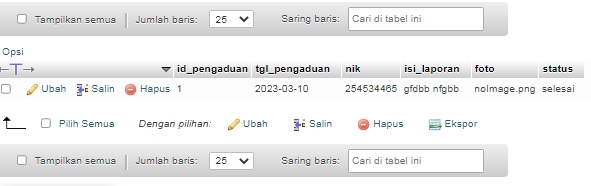 Tampilkan semua Jumlah baris: 25 Saring baris: Cari di tabel ini
Opsi
←T→ id_pengaduan tgl_pengaduan nik isi_laporan foto status
Ubah Salin Hapus 1 2023-03-10 254534465 gfdbb nfgbb noImage.png selesai
Pilih Semua Dengan pilihan: Ubah Salin Hapus Ekspor
Tampilkan semua Jumlah baris: 25 Saring baris: Cari di tabel ini